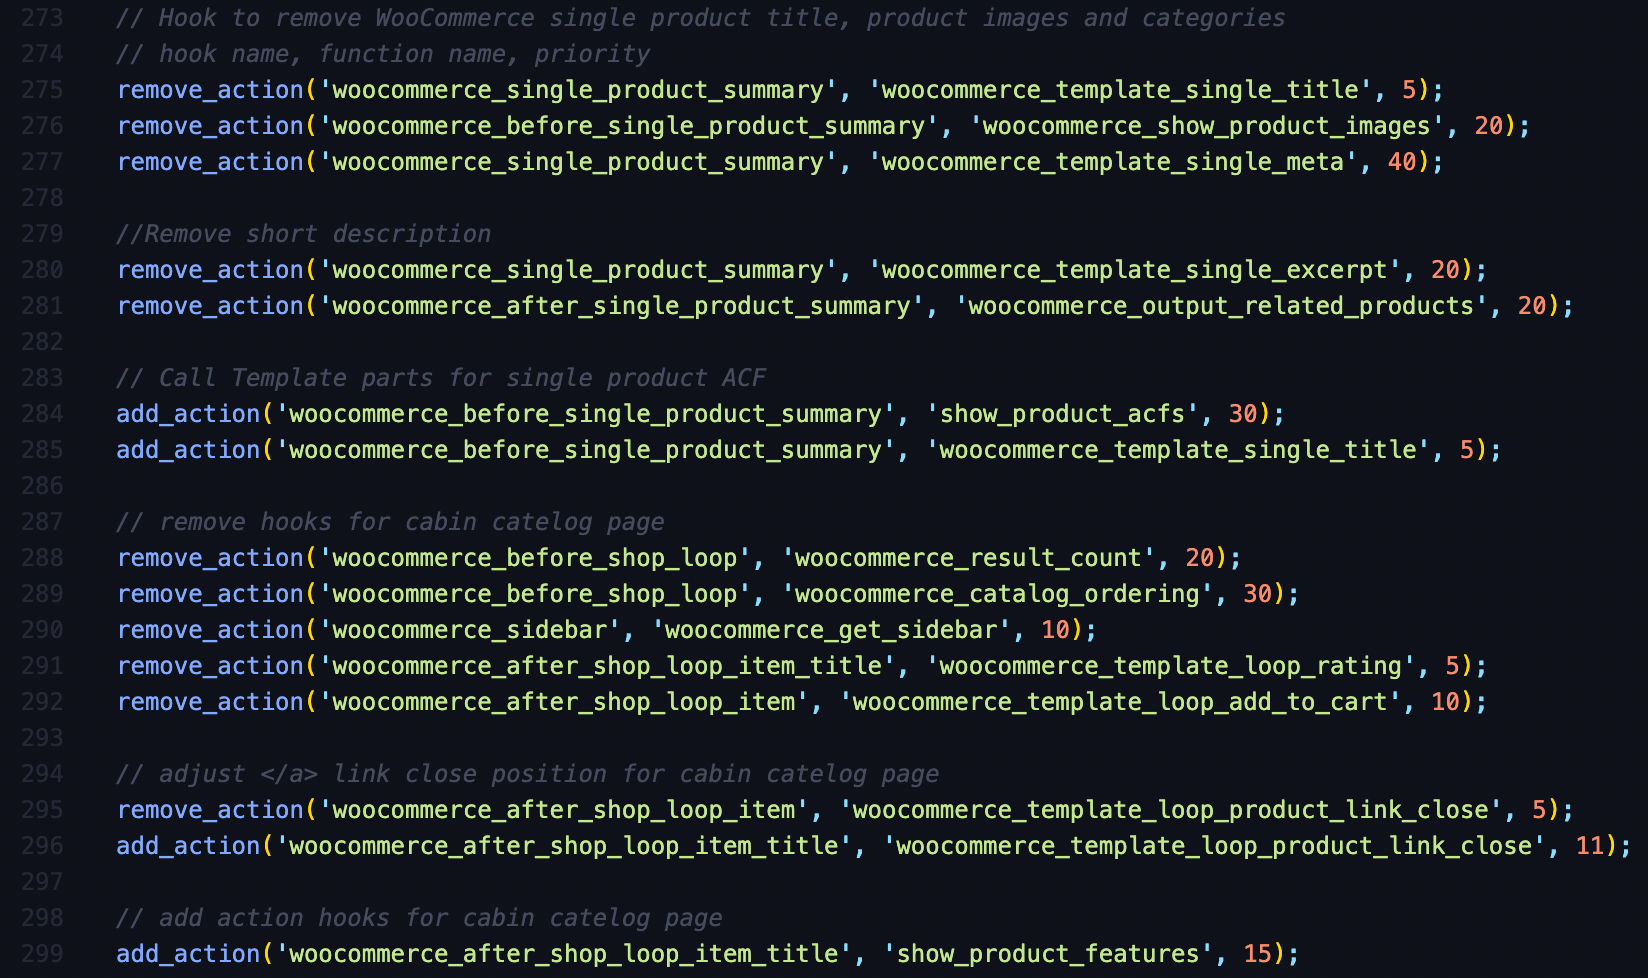 273 // Hook to remove WooCommerce single product title, product images and categories
274 // hook name, function name, priority
275 remove_action('woocommerce_single_product_summary', 'woocommerce_template_single_title', 5);
276 remove_action('woocommerce_before_single_product_summary', 'woocommerce_show_product_images', 20);
277 remove_action('woocommerce_single_product_summary', 'woocommerce_template_single_meta', 40);
278
279 //Remove short description
280 remove_action('woocommerce_single_product_summary', 'woocommerce_template_single_excerpt', 20);
281 remove_action('woocommerce_after_single_product_summary', 'woocommerce_output_related_products', 20);
282
283 // Call Template parts for single product ACF
284 add_action('woocommerce_before_single_product_summary', 'show_product_acfs', 30);
285 add_action('woocommerce_before_single_product_summary', 'woocommerce_template_single_title', 5);
286
287 // remove hooks for cabin catelog page
288 remove_action('woocommerce_before_shop_loop', 'woocommerce_result_count', 20);
289 remove_action('woocommerce_before_shop_loop', 'woocommerce_catalog_ordering', 30);
290 remove_action('woocommerce_sidebar', 'woocommerce_get_sidebar', 10);
291 remove_action('woocommerce_after_shop_loop_item_title', 'woocommerce_template_loop_rating', 5);
292 remove_action('woocommerce_after_shop_loop_item', 'woocommerce_template_loop_add_to_cart', 10);
293
294 // adjust </a> link close position for cabin catelog page
295 remove_action('woocommerce_after_shop_loop_item', 'woocommerce_template_loop_product_link_close', 5);
296 add_action('woocommerce_after_shop_loop_item_title', 'woocommerce_template_loop_product_link_close', 11);
297
298 // add action hooks for cabin catelog page
299 add_action('woocommerce_after_shop_loop_item_title', 'show_product_features', 15);